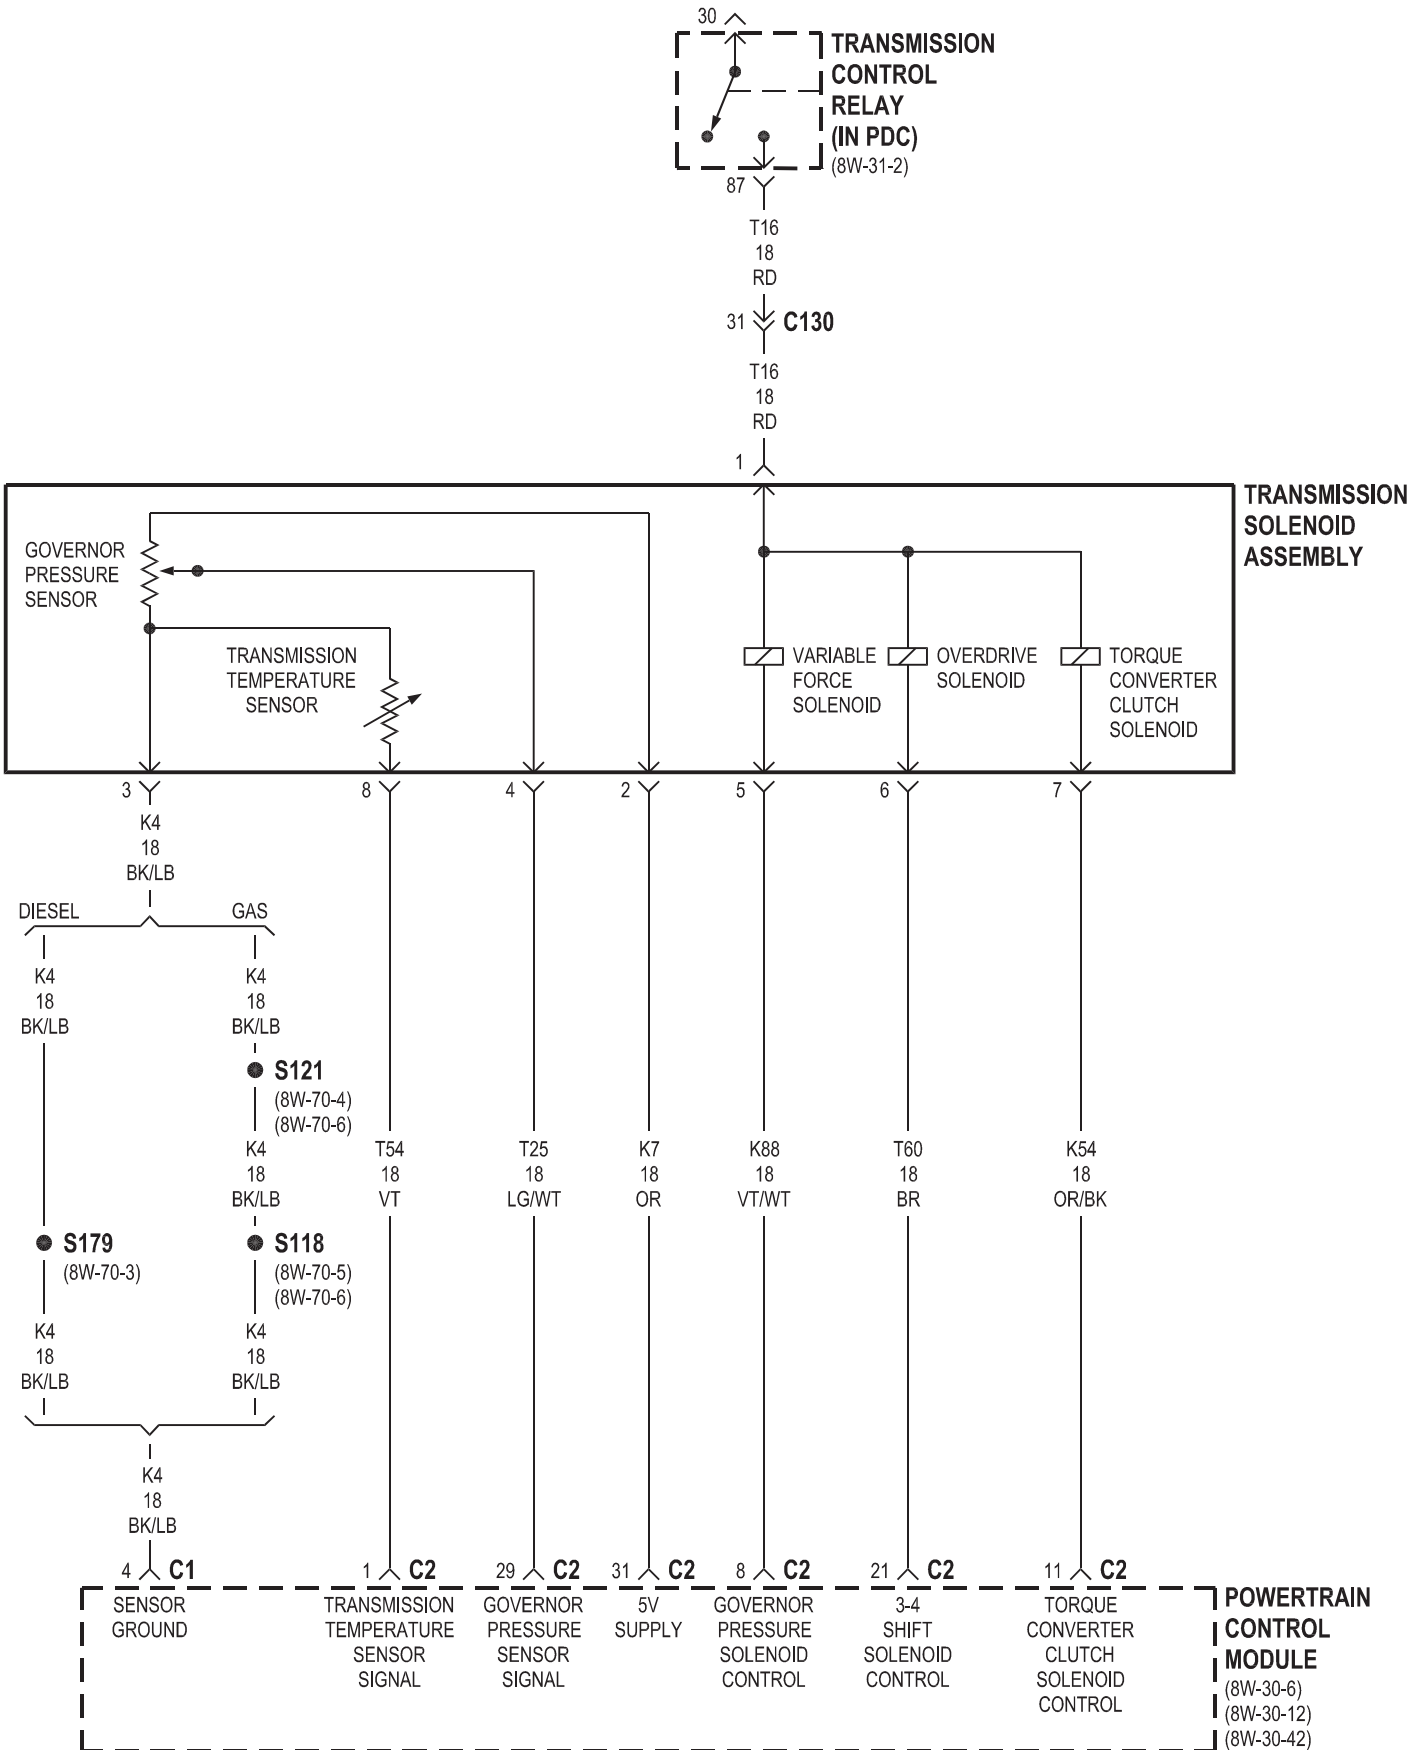 30
TRANSMISSION
CONTROL
RELAY
(IN PDC)
(8W-31-2)
87
T16
18
RD
31 C130
T16
18
RD
1
TRANSMISSION
SOLENOID
ASSEMBLY
GOVERNOR
PRESSURE
SENSOR
TRANSMISSION
TEMPERATURE
SENSOR
VARIABLE
FORCE
SOLENOID
OVERDRIVE
SOLENOID
TORQUE
CONVERTER
CLUTCH
SOLENOID
3 8 4 2 5 6 7
K4
18
BK/LB
DIESEL GAS
K4
18
BK/LB
K4
18
BK/LB
S121
(8W-70-4)
(8W-70-6)
K4
18
BK/LB
T54
18
VT
T25
18
LG/WT
K7
18
OR
K88
18
VT/WT
T60
18
BR
K54
18
OR/BK
S179
(8W-70-3)
S118
(8W-70-5)
(8W-70-6)
K4
18
BK/LB
K4
18
BK/LB
K4
18
BK/LB
4 C1 1 C2 29 C2 31 C2 8 C2 21 C2 11 C2
SENSOR
GROUND
TRANSMISSION
TEMPERATURE
SENSOR
SIGNAL
GOVERNOR
PRESSURE
SENSOR
SIGNAL
5V
SUPPLY
GOVERNOR
PRESSURE
SOLENOID
CONTROL
3-4
SHIFT
SOLENOID
CONTROL
TORQUE
CONVERTER
CLUTCH
SOLENOID
CONTROL
POWERTRAIN
CONTROL
MODULE
(8W-30-6)
(8W-30-12)
(8W-30-42)